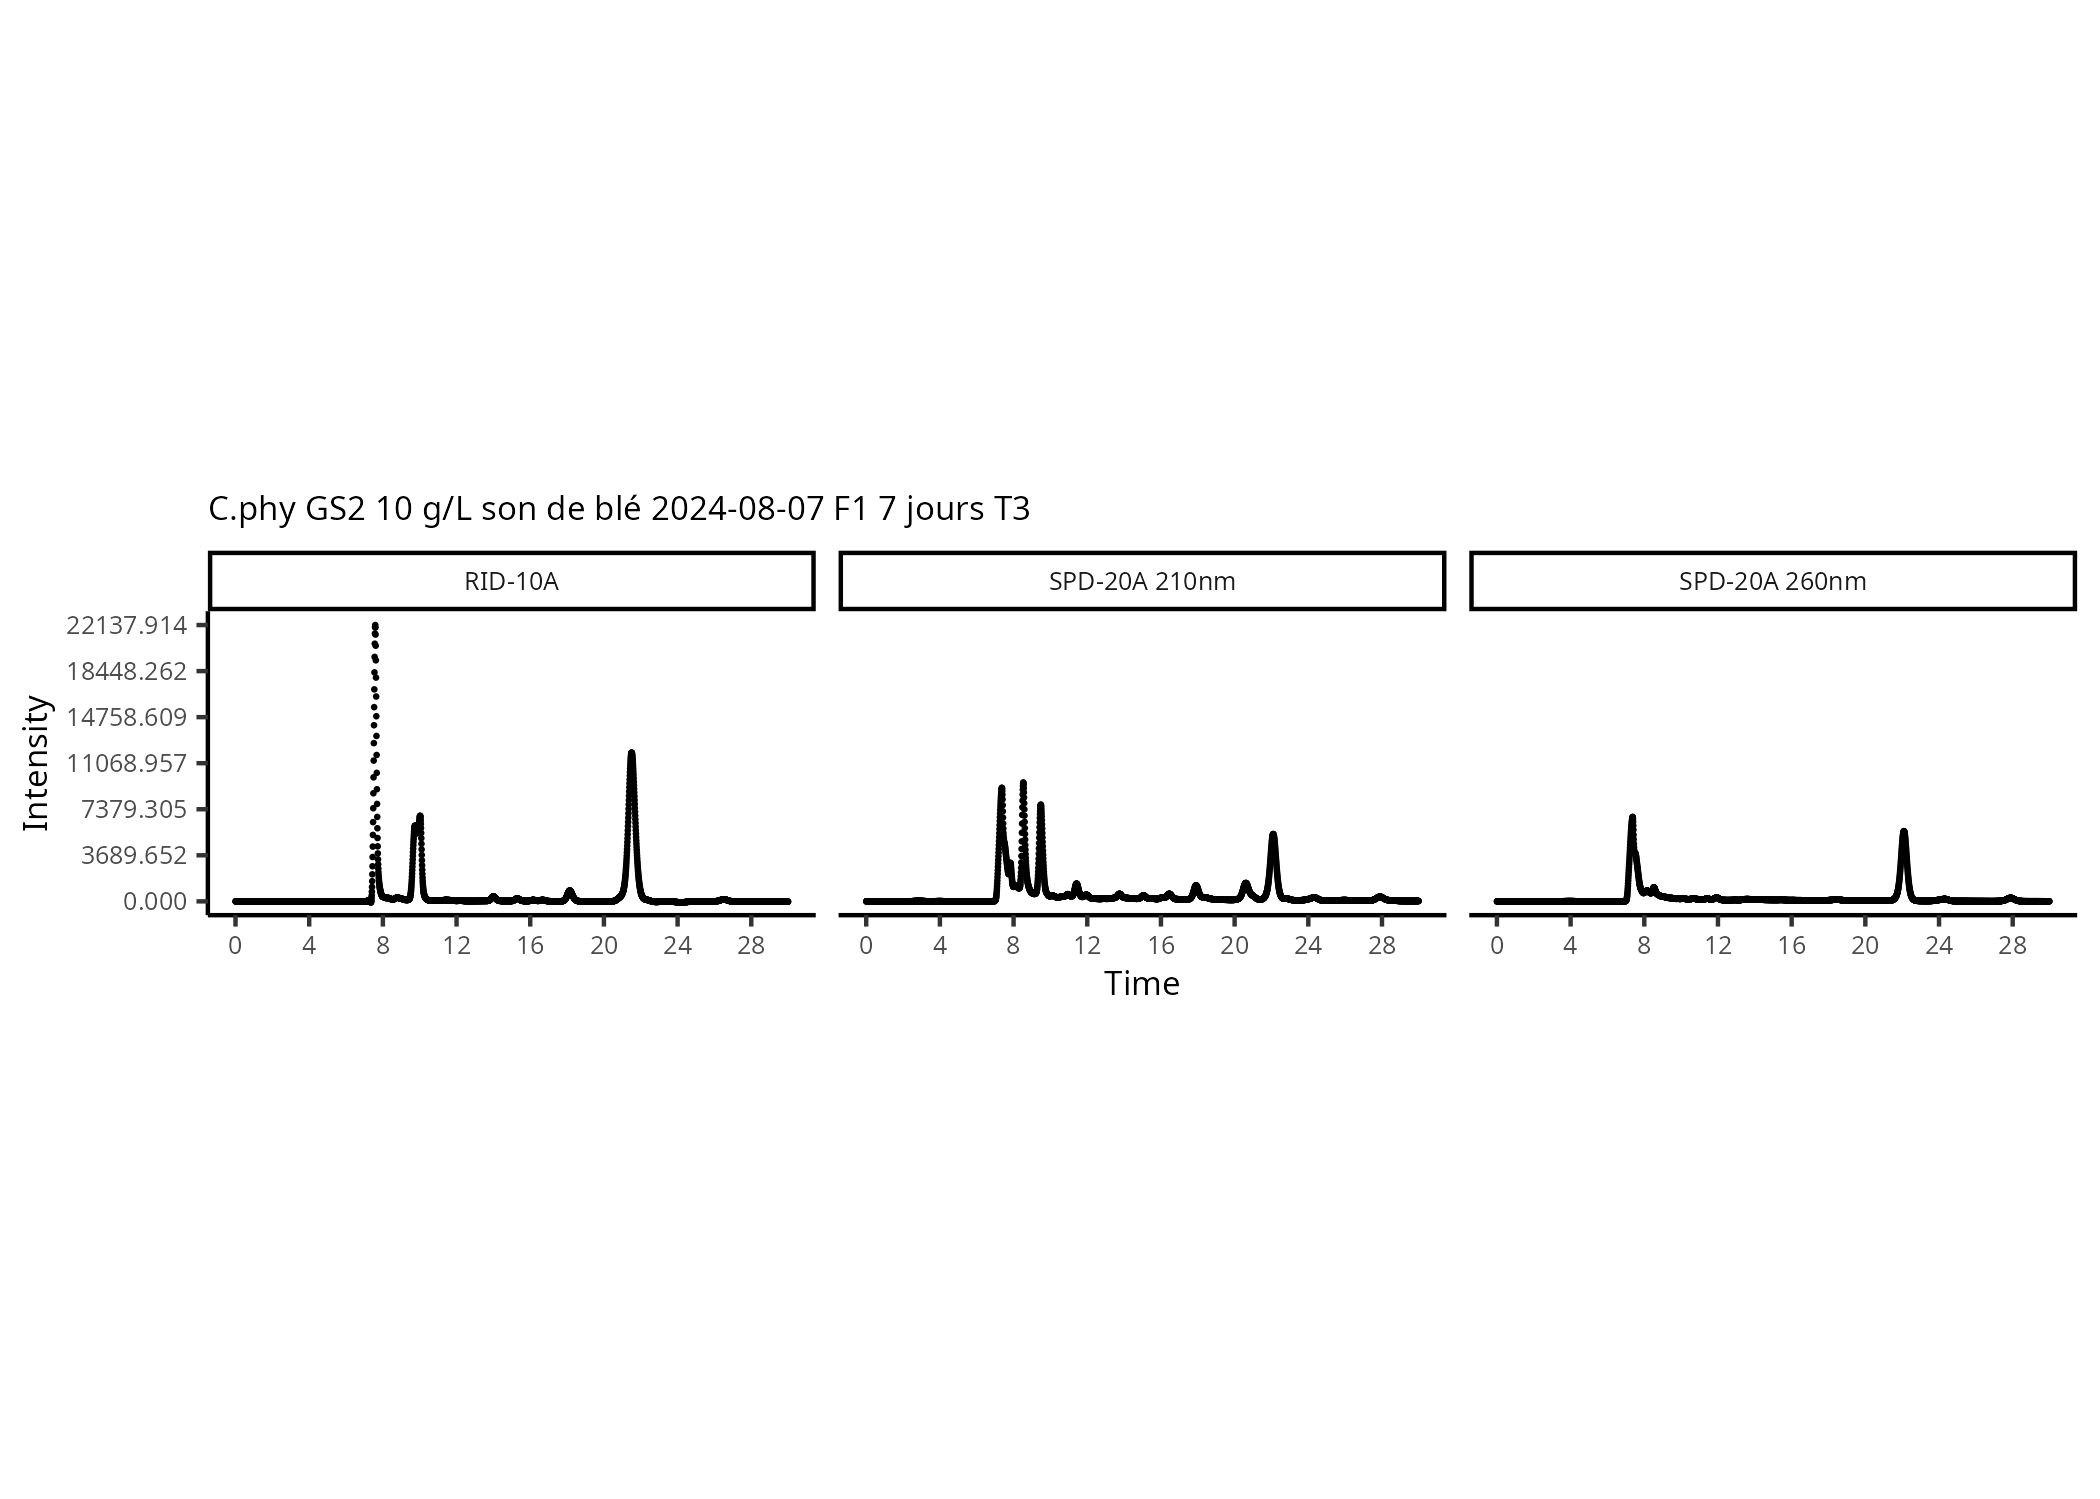 C.phy GS2 10 g/L son de blé 2024-08-07 F1 7 jours T3
RID-10A SPD-20A 210nm SPD-20A 260nm
22137.914
18448.262
14758.609
11068.957
7379.305
3689.652
0.000
Intensity
0 4 8 12 16 20 24 28 0 4 8 12 16 20 24 28 0 4 8 12 16 20 24 28
Time